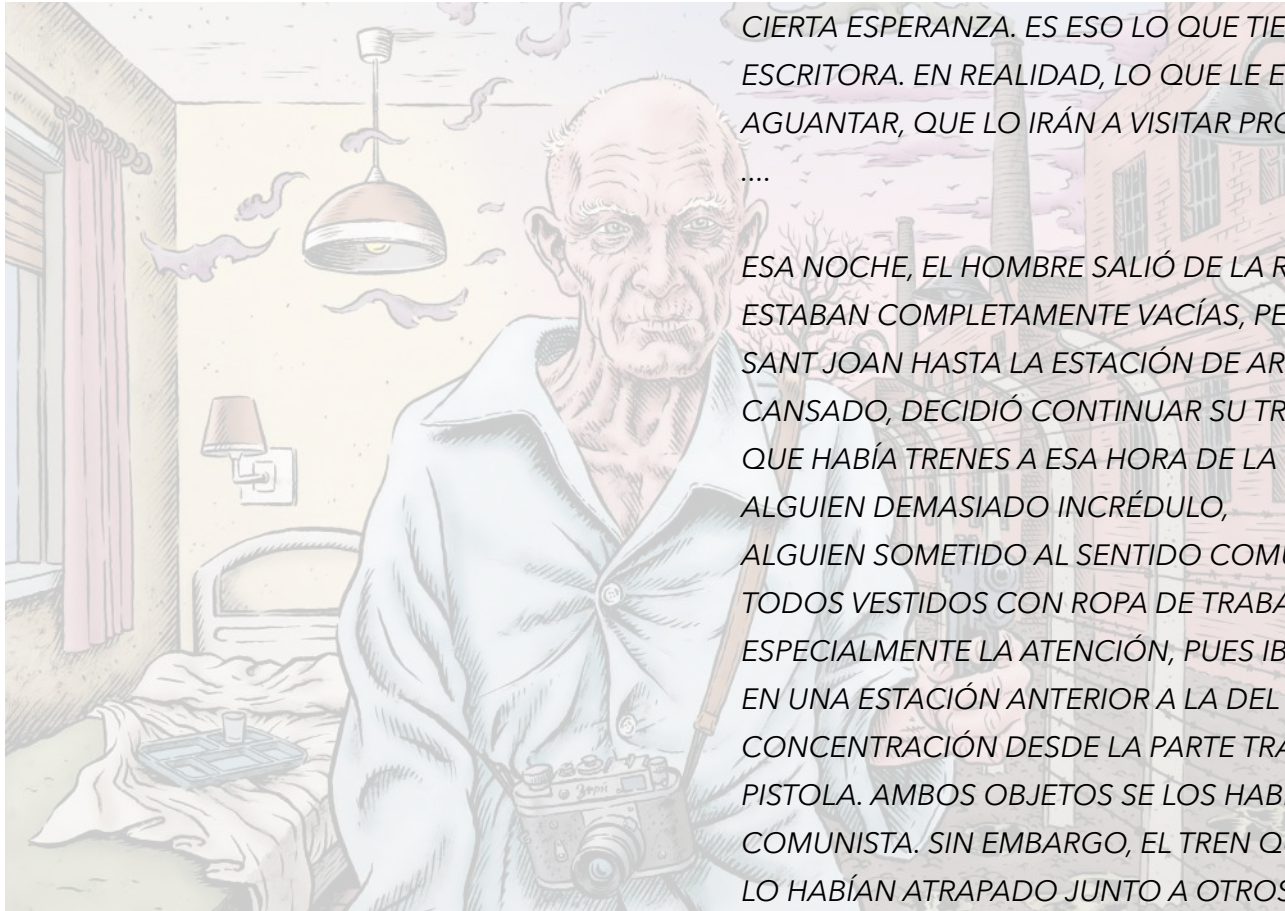 CIERTA ESPERANZA. ES ESO LO QUE TIE
ESCRITORA. EN REALIDAD, LO QUE LE E
AGUANTAR, QUE LO IRÁN A VISITAR PRO
....
ESA NOCHE, EL HOMBRE SALIÓ DE LA R
ESTABAN COMPLETAMENTE VACÍAS, PE
SANT JOAN HASTA LA ESTACIÓN DE AR
CANSADO, DECIDIÓ CONTINUAR SU TR
QUE HABÍA TRENES A ESA HORA DE LA
ALGUIEN DEMASIADO INCRÉDULO,
ALGUIEN SOMETIDO AL SENTIDO COMU
TODOS VESTIDOS CON ROPA DE TRABA
ESPECIALMENTE LA ATENCIÓN, PUES IB
EN UNA ESTACIÓN ANTERIOR A LA DEL
CONCENTRACIÓN DESDE LA PARTE TRA
PISTOLA. AMBOS OBJETOS SE LOS HAB
COMUNISTA. SIN EMBARGO, EL TREN Q
LO HABÍAN ATRAPADO JUNTO A OTROS